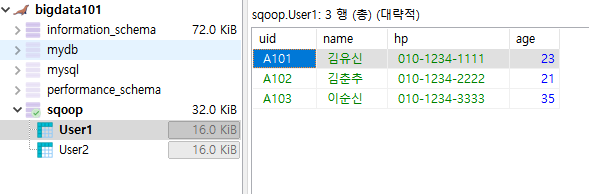 bigdata101
information_schema 72.0 KiB
mydb
mysql
performance_schema
sqoop 32.0 KiB
User1 16.0 KiB
User2 16.0 KiB
sqoop.User1: 3 행 (총) (대략적)
uid name hp age
A101 김유신 010-1234-1111 23
A102 김춘추 010-1234-2222 21
A103 이순신 010-1234-3333 35